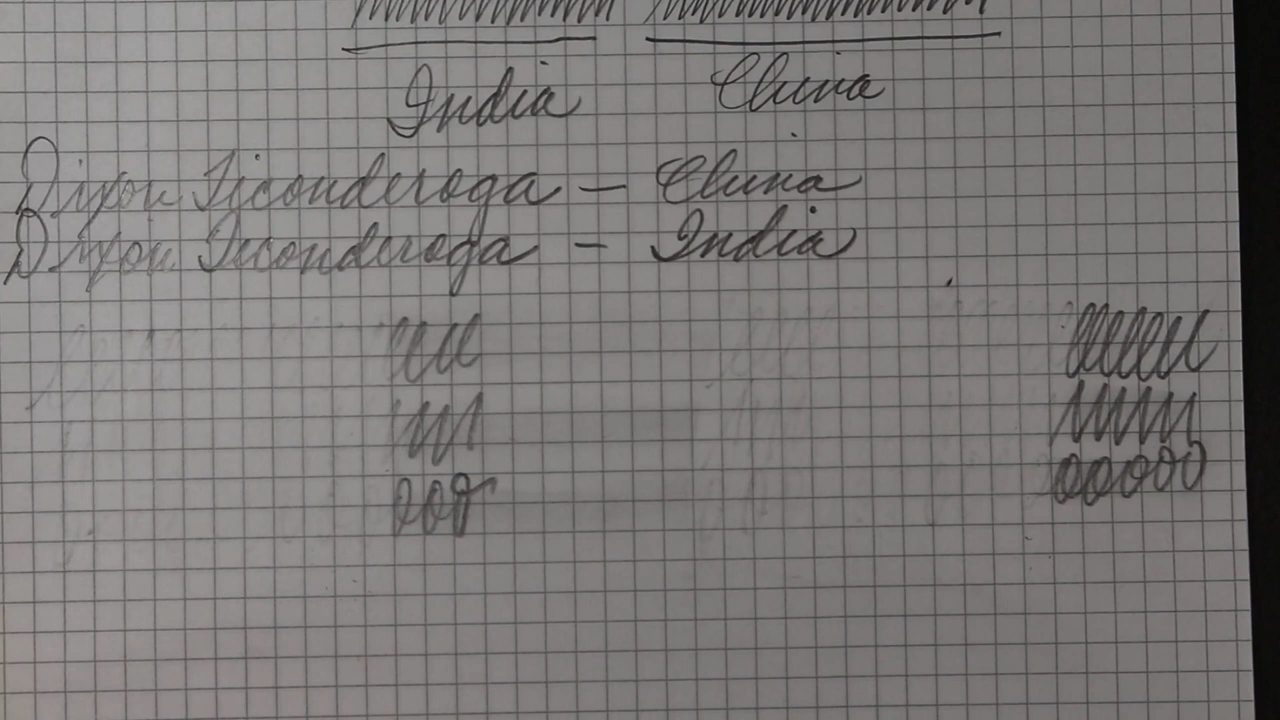 India China
Dixon Ticonderoga — China
Dixon Ticonderoga — India